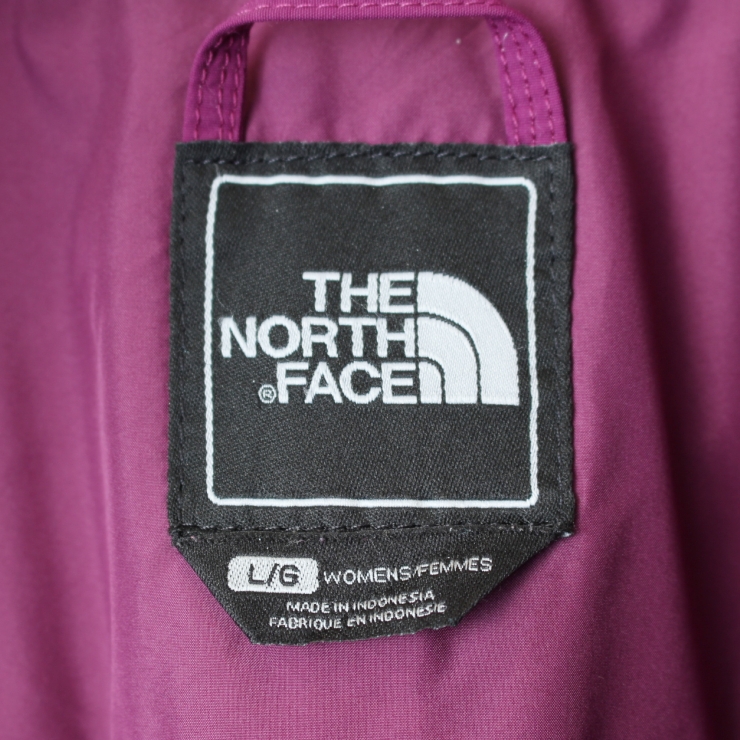 THE
NORTH
® FACE
L/G WOMENS/FEMMES
MADE IN INDONESIA
FABRIQUE EN INDONESIE